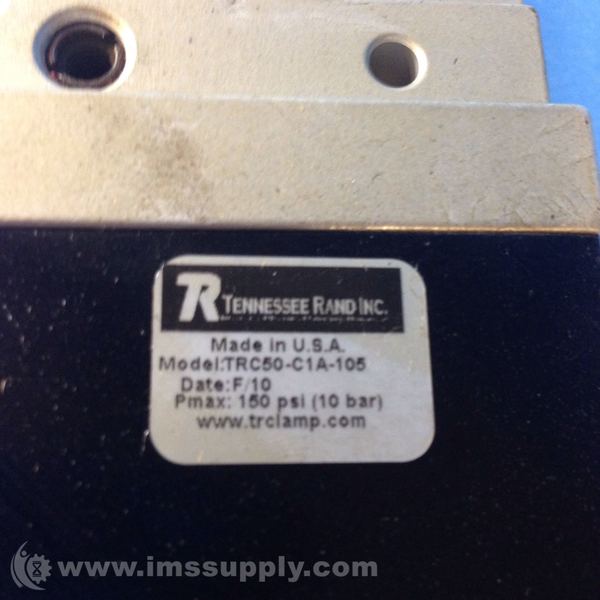 TR TENNESSEE RAND INC.
Made in U.S.A.
Model:TRC50-C1A-105
Date:F/10
Pmax: 150 psi (10 bar)
www.trclamp.com
www.imssupply.com